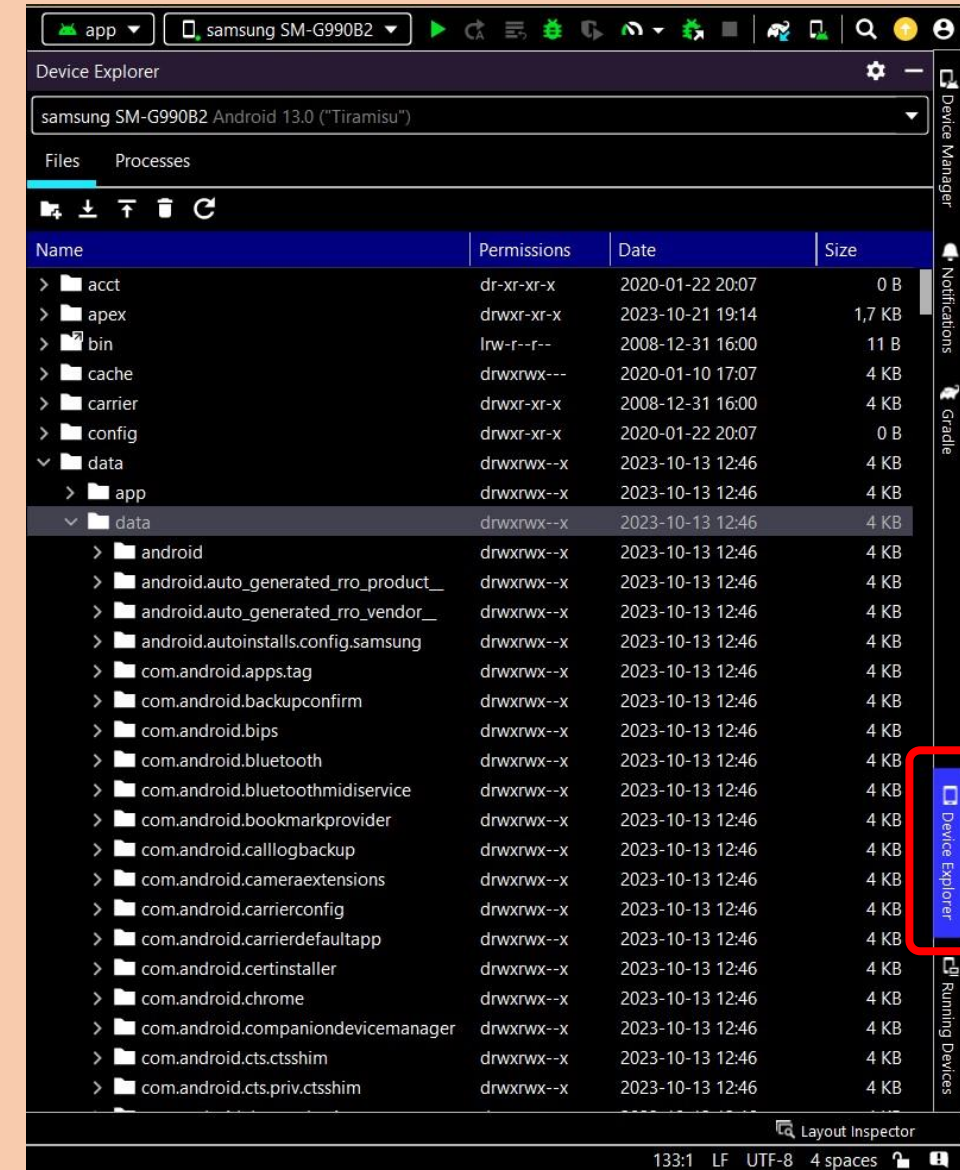 app samsung SM-G990B2
Device Explorer
samsung SM-G990B2 Android 13.0 ("Tiramisu")
Files Processes
Name Permissions Date Size
acct dr-xr-xr-x 2020-01-22 20:07 0 B
apex drwxr-xr-x 2023-10-21 19:14 1,7 KB
bin lrw-r--r-- 2008-12-31 16:00 11 B
cache drwxrwx--- 2020-01-10 17:07 4 KB
carrier drwxr-xr-x 2008-12-31 16:00 4 KB
config drwxr-xr-x 2020-01-22 20:07 0 B
data drwxrwx--x 2023-10-13 12:46 4 KB
app drwxrwx--x 2023-10-13 12:46 4 KB
data drwxrwx--x 2023-10-13 12:46 4 KB
android drwxrwx--x 2023-10-13 12:46 4 KB
android.auto_generated_rro_product__ drwxrwx--x 2023-10-13 12:46 4 KB
android.auto_generated_rro_vendor__ drwxrwx--x 2023-10-13 12:46 4 KB
android.autoinstalls.config.samsung drwxrwx--x 2023-10-13 12:46 4 KB
com.android.apps.tag drwxrwx--x 2023-10-13 12:46 4 KB
com.android.backupconfirm drwxrwx--x 2023-10-13 12:46 4 KB
com.android.bips drwxrwx--x 2023-10-13 12:46 4 KB
com.android.bluetooth drwxrwx--x 2023-10-13 12:46 4 KB
com.android.bluetoothmidiservice drwxrwx--x 2023-10-13 12:46 4 KB
com.android.bookmarkprovider drwxrwx--x 2023-10-13 12:46 4 KB
com.android.calllogbackup drwxrwx--x 2023-10-13 12:46 4 KB
com.android.cameraextensions drwxrwx--x 2023-10-13 12:46 4 KB
com.android.carrierconfig drwxrwx--x 2023-10-13 12:46 4 KB
com.android.carrierdefaultapp drwxrwx--x 2023-10-13 12:46 4 KB
com.android.certinstaller drwxrwx--x 2023-10-13 12:46 4 KB
com.android.chrome drwxrwx--x 2023-10-13 12:46 4 KB
com.android.companiondevicemanager drwxrwx--x 2023-10-13 12:46 4 KB
com.android.cts.ctsshim drwxrwx--x 2023-10-13 12:46 4 KB
com.android.cts.priv.ctsshim drwxrwx--x 2023-10-13 12:46 4 KB
Device Manager
Notifications
Gradle
Device Explorer
Running Devices
Layout Inspector
133:1 LF UTF-8 4 spaces